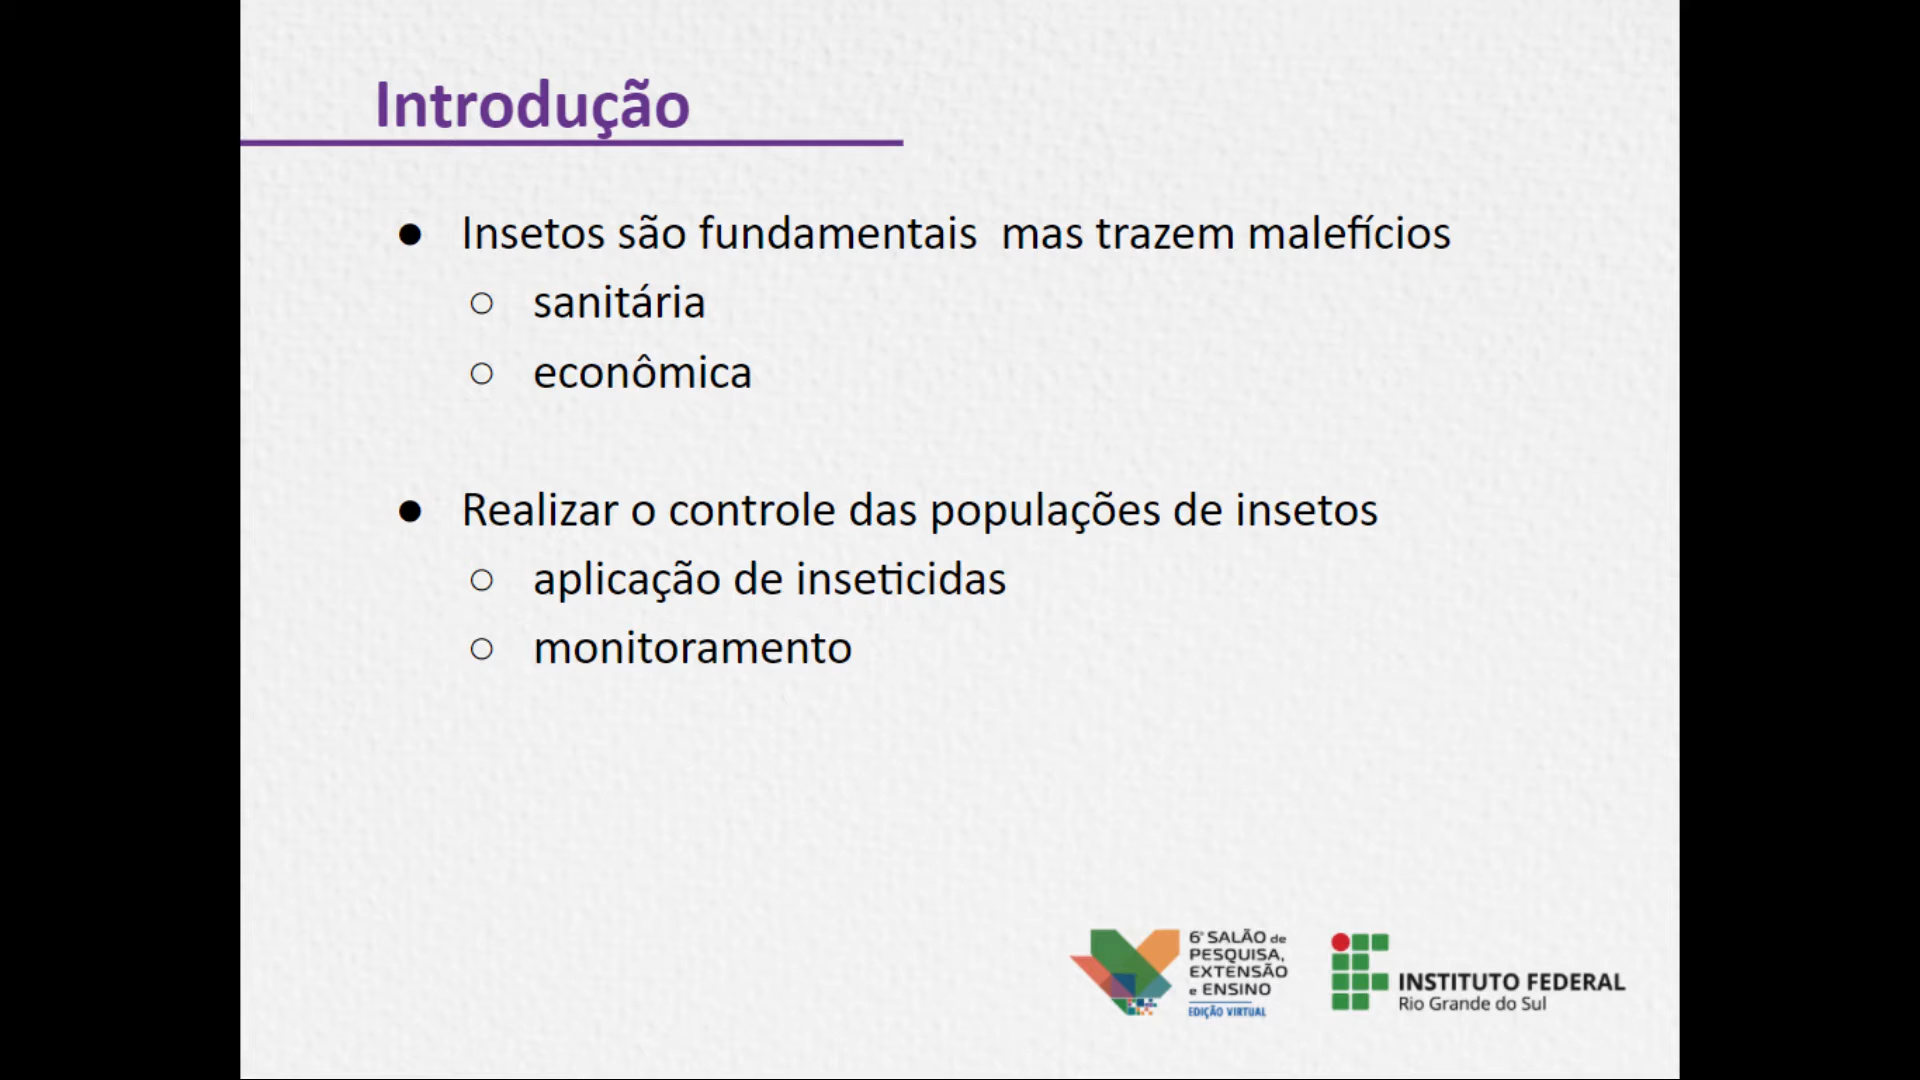 Introdução
● Insetos são fundamentais  mas trazem malefícios
○ sanitária
○ econômica
● Realizar o controle das populações de insetos
○ aplicação de inseticidas
○ monitoramento
6º SALÃO de
PESQUISA,
EXTENSÃO
e ENSINO
EDIÇÃO VIRTUAL
INSTITUTO FEDERAL
Rio Grande do Sul